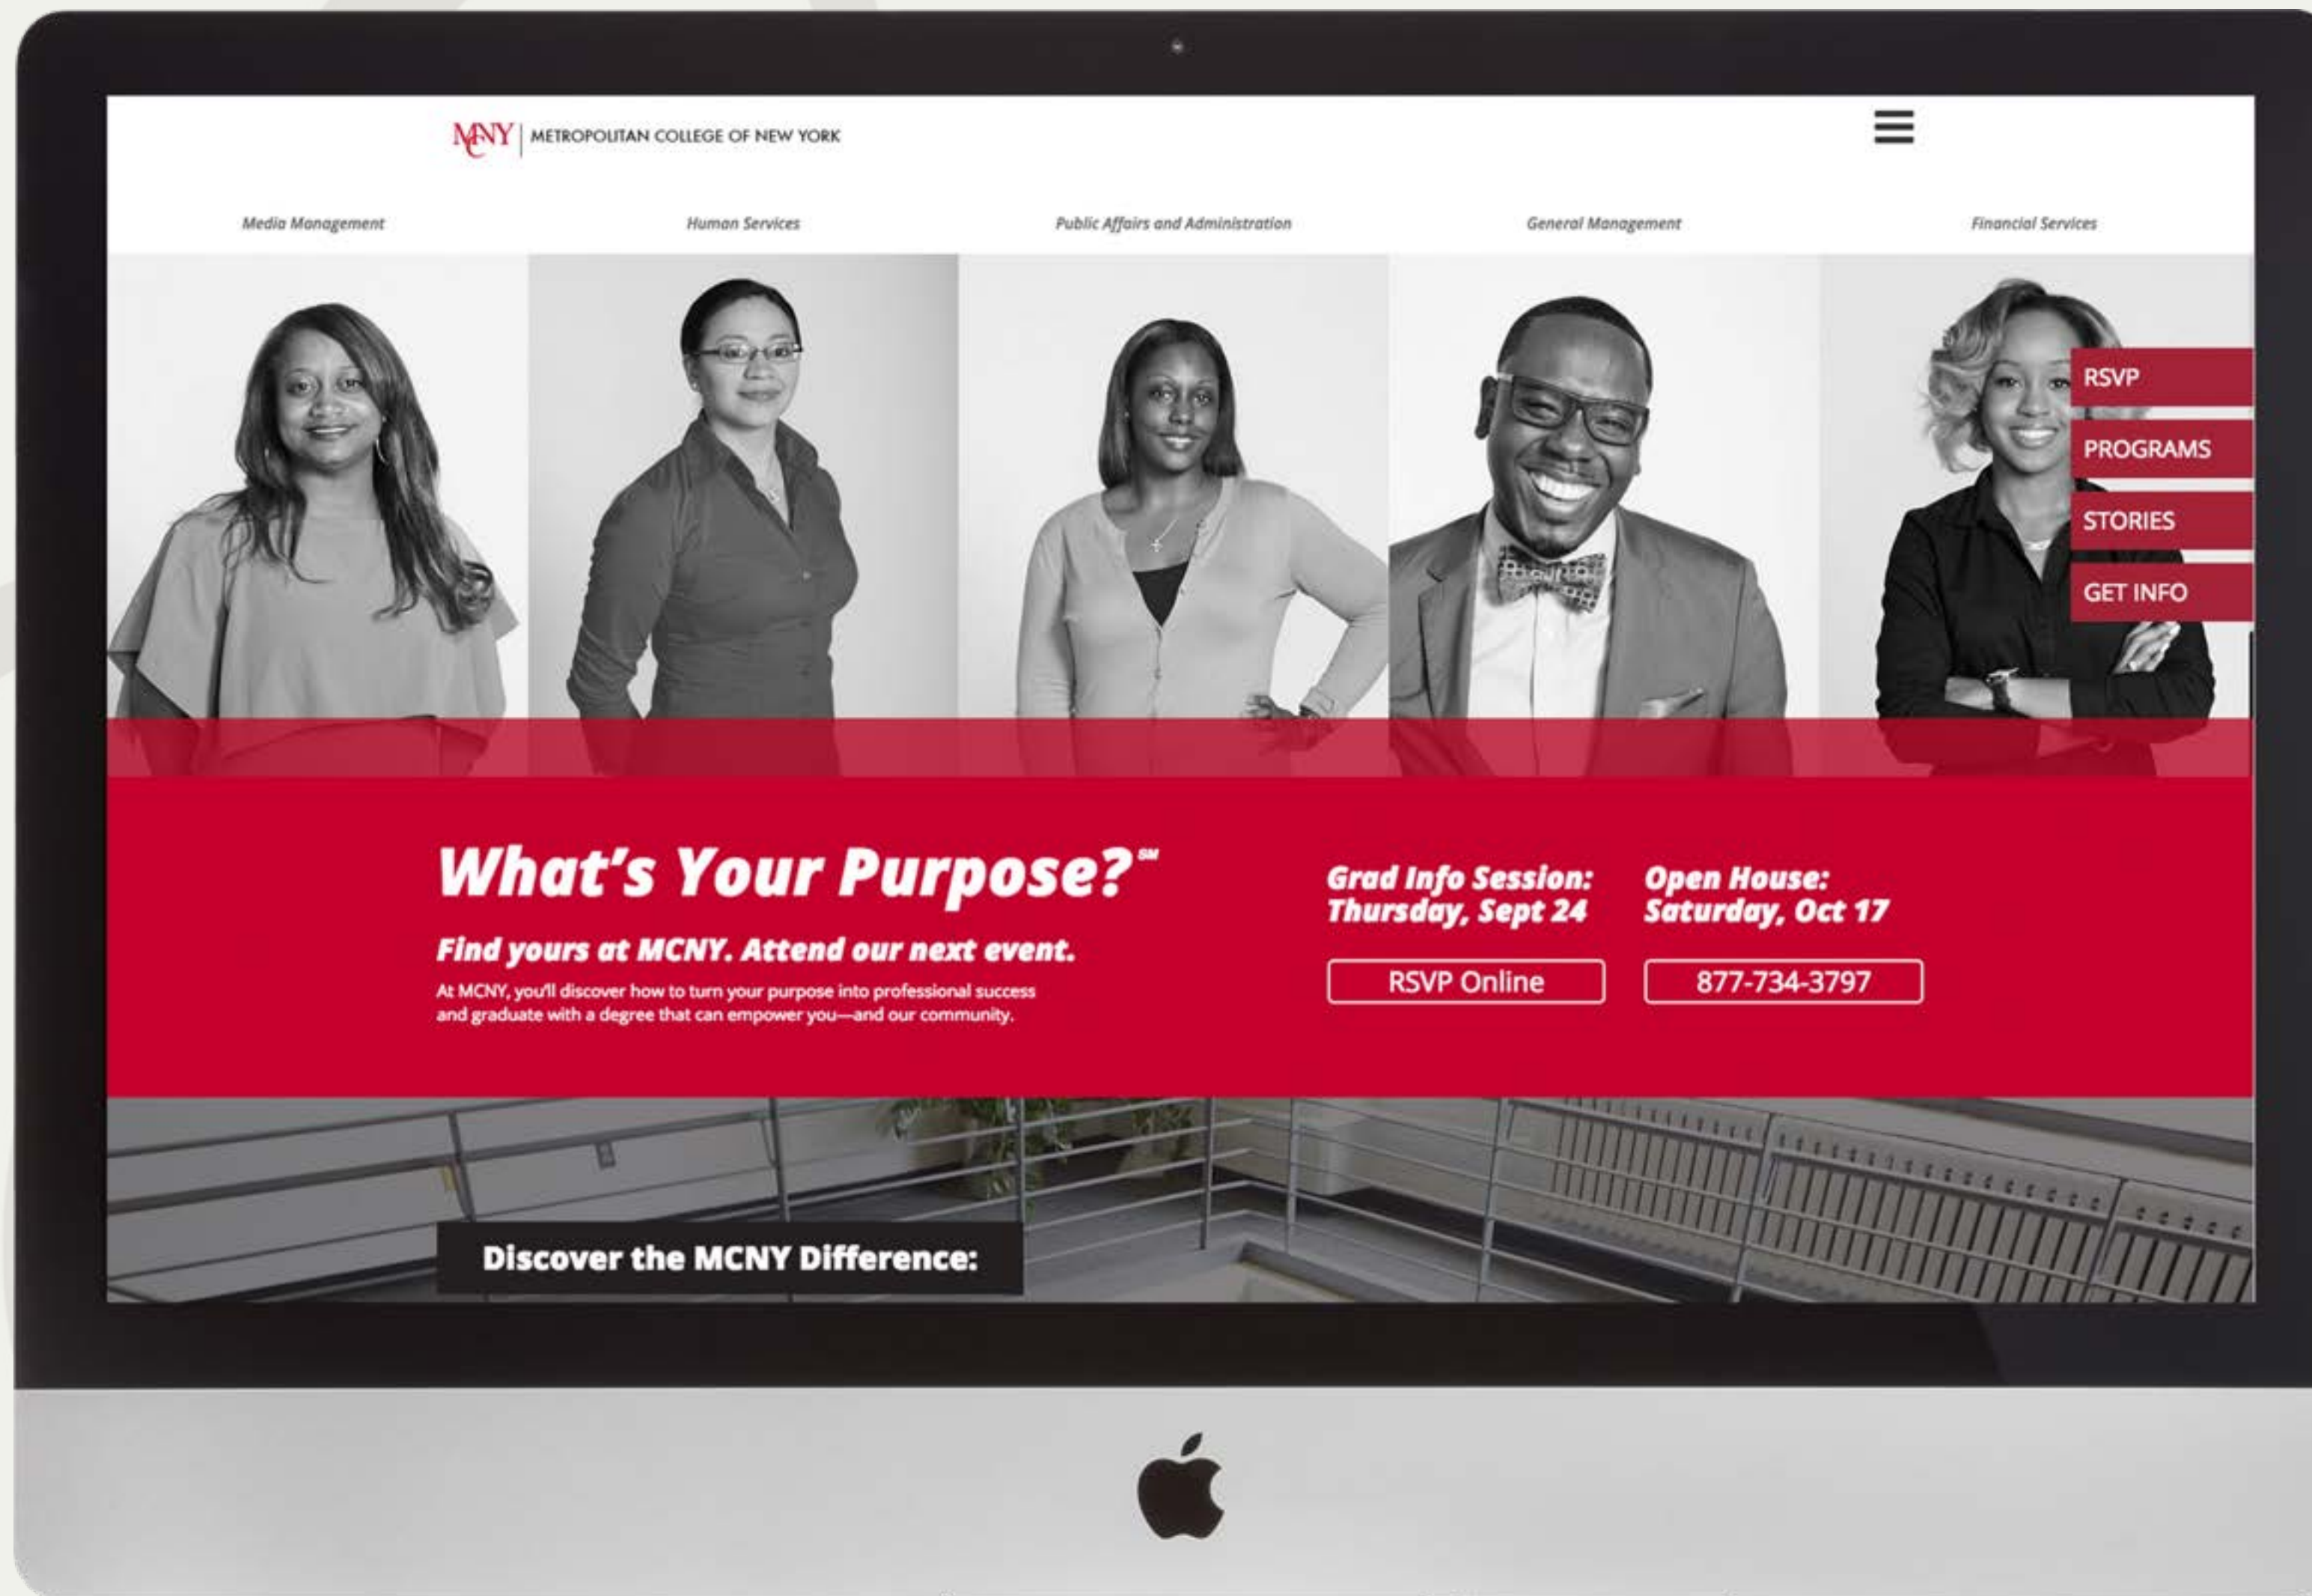 MCNY | METROPOLITAN COLLEGE OF NEW YORK
Media Management
Human Services
Public Affairs and Administration
General Management
Financial Services
RSVP
PROGRAMS
STORIES
GET INFO
What's Your Purpose?℠
Find yours at MCNY. Attend our next event.
At MCNY, you'll discover how to turn your purpose into professional success
and graduate with a degree that can empower you—and our community.
Grad Info Session:
Thursday, Sept 24
RSVP Online
Open House:
Saturday, Oct 17
877-734-3797
Discover the MCNY Difference: